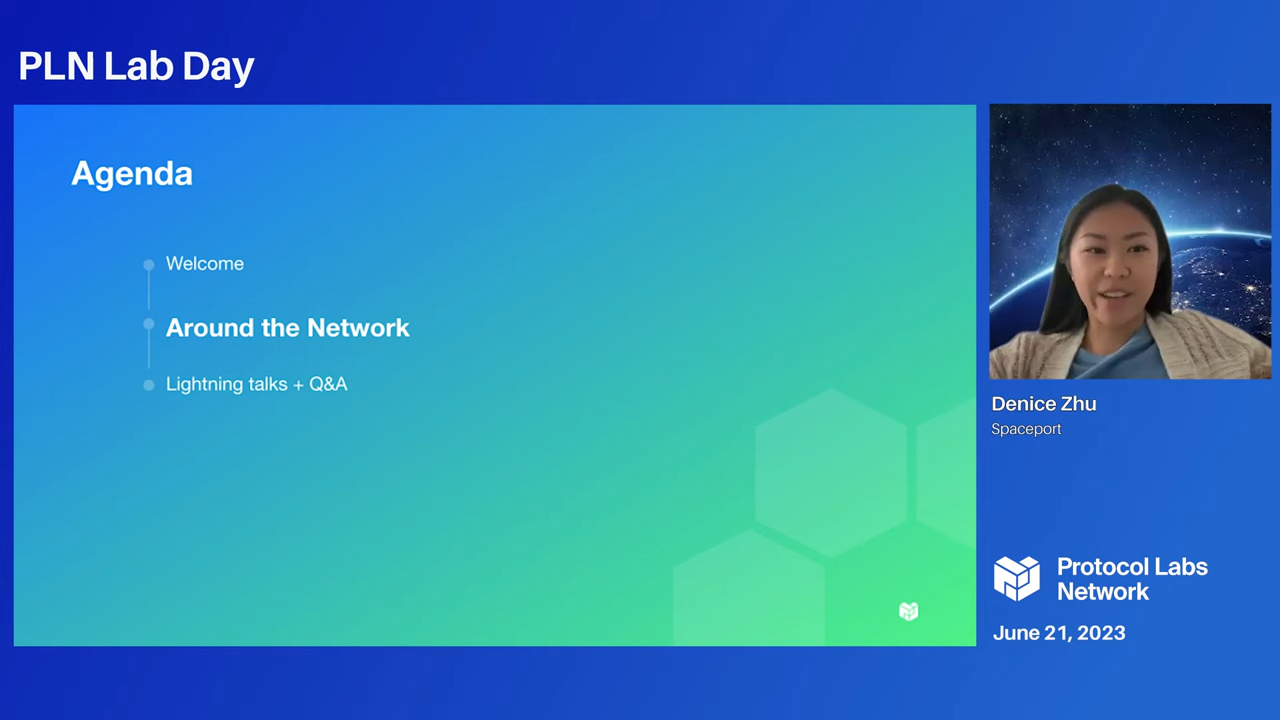 PLN Lab Day
Agenda
Welcome
Around the Network
Lightning talks + Q&A
Denice Zhu
Spaceport
Protocol Labs
Network
June 21, 2023